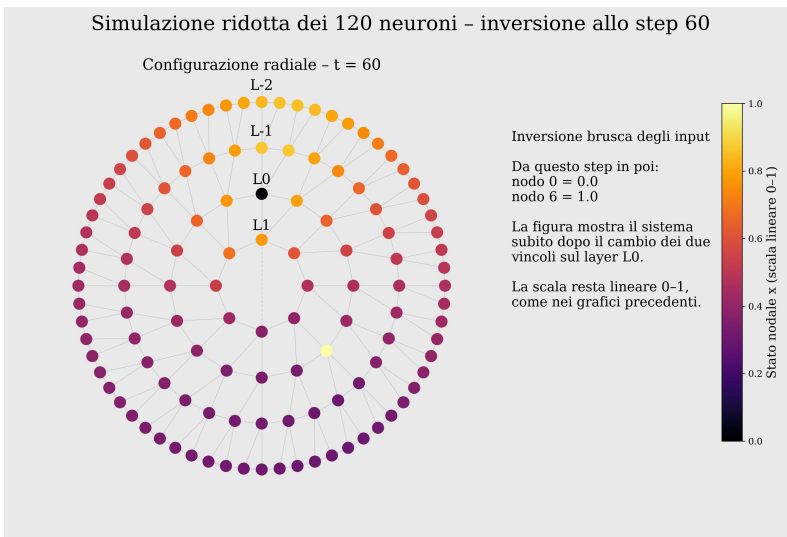 Simulazione ridotta dei 120 neuroni – inversione allo step 60
Configurazione radiale – t = 60
L-2
L-1
L0
L1
Inversione brusca degli input
Da questo step in poi:
nodo 0 = 0.0
nodo 6 = 1.0
La figura mostra il sistema
subito dopo il cambio dei due
vincoli sul layer L0.
La scala resta lineare 0–1,
come nei grafici precedenti.
1.0
0.8
0.6
0.4
0.2
0.0
Stato nodale x (scala lineare 0–1)